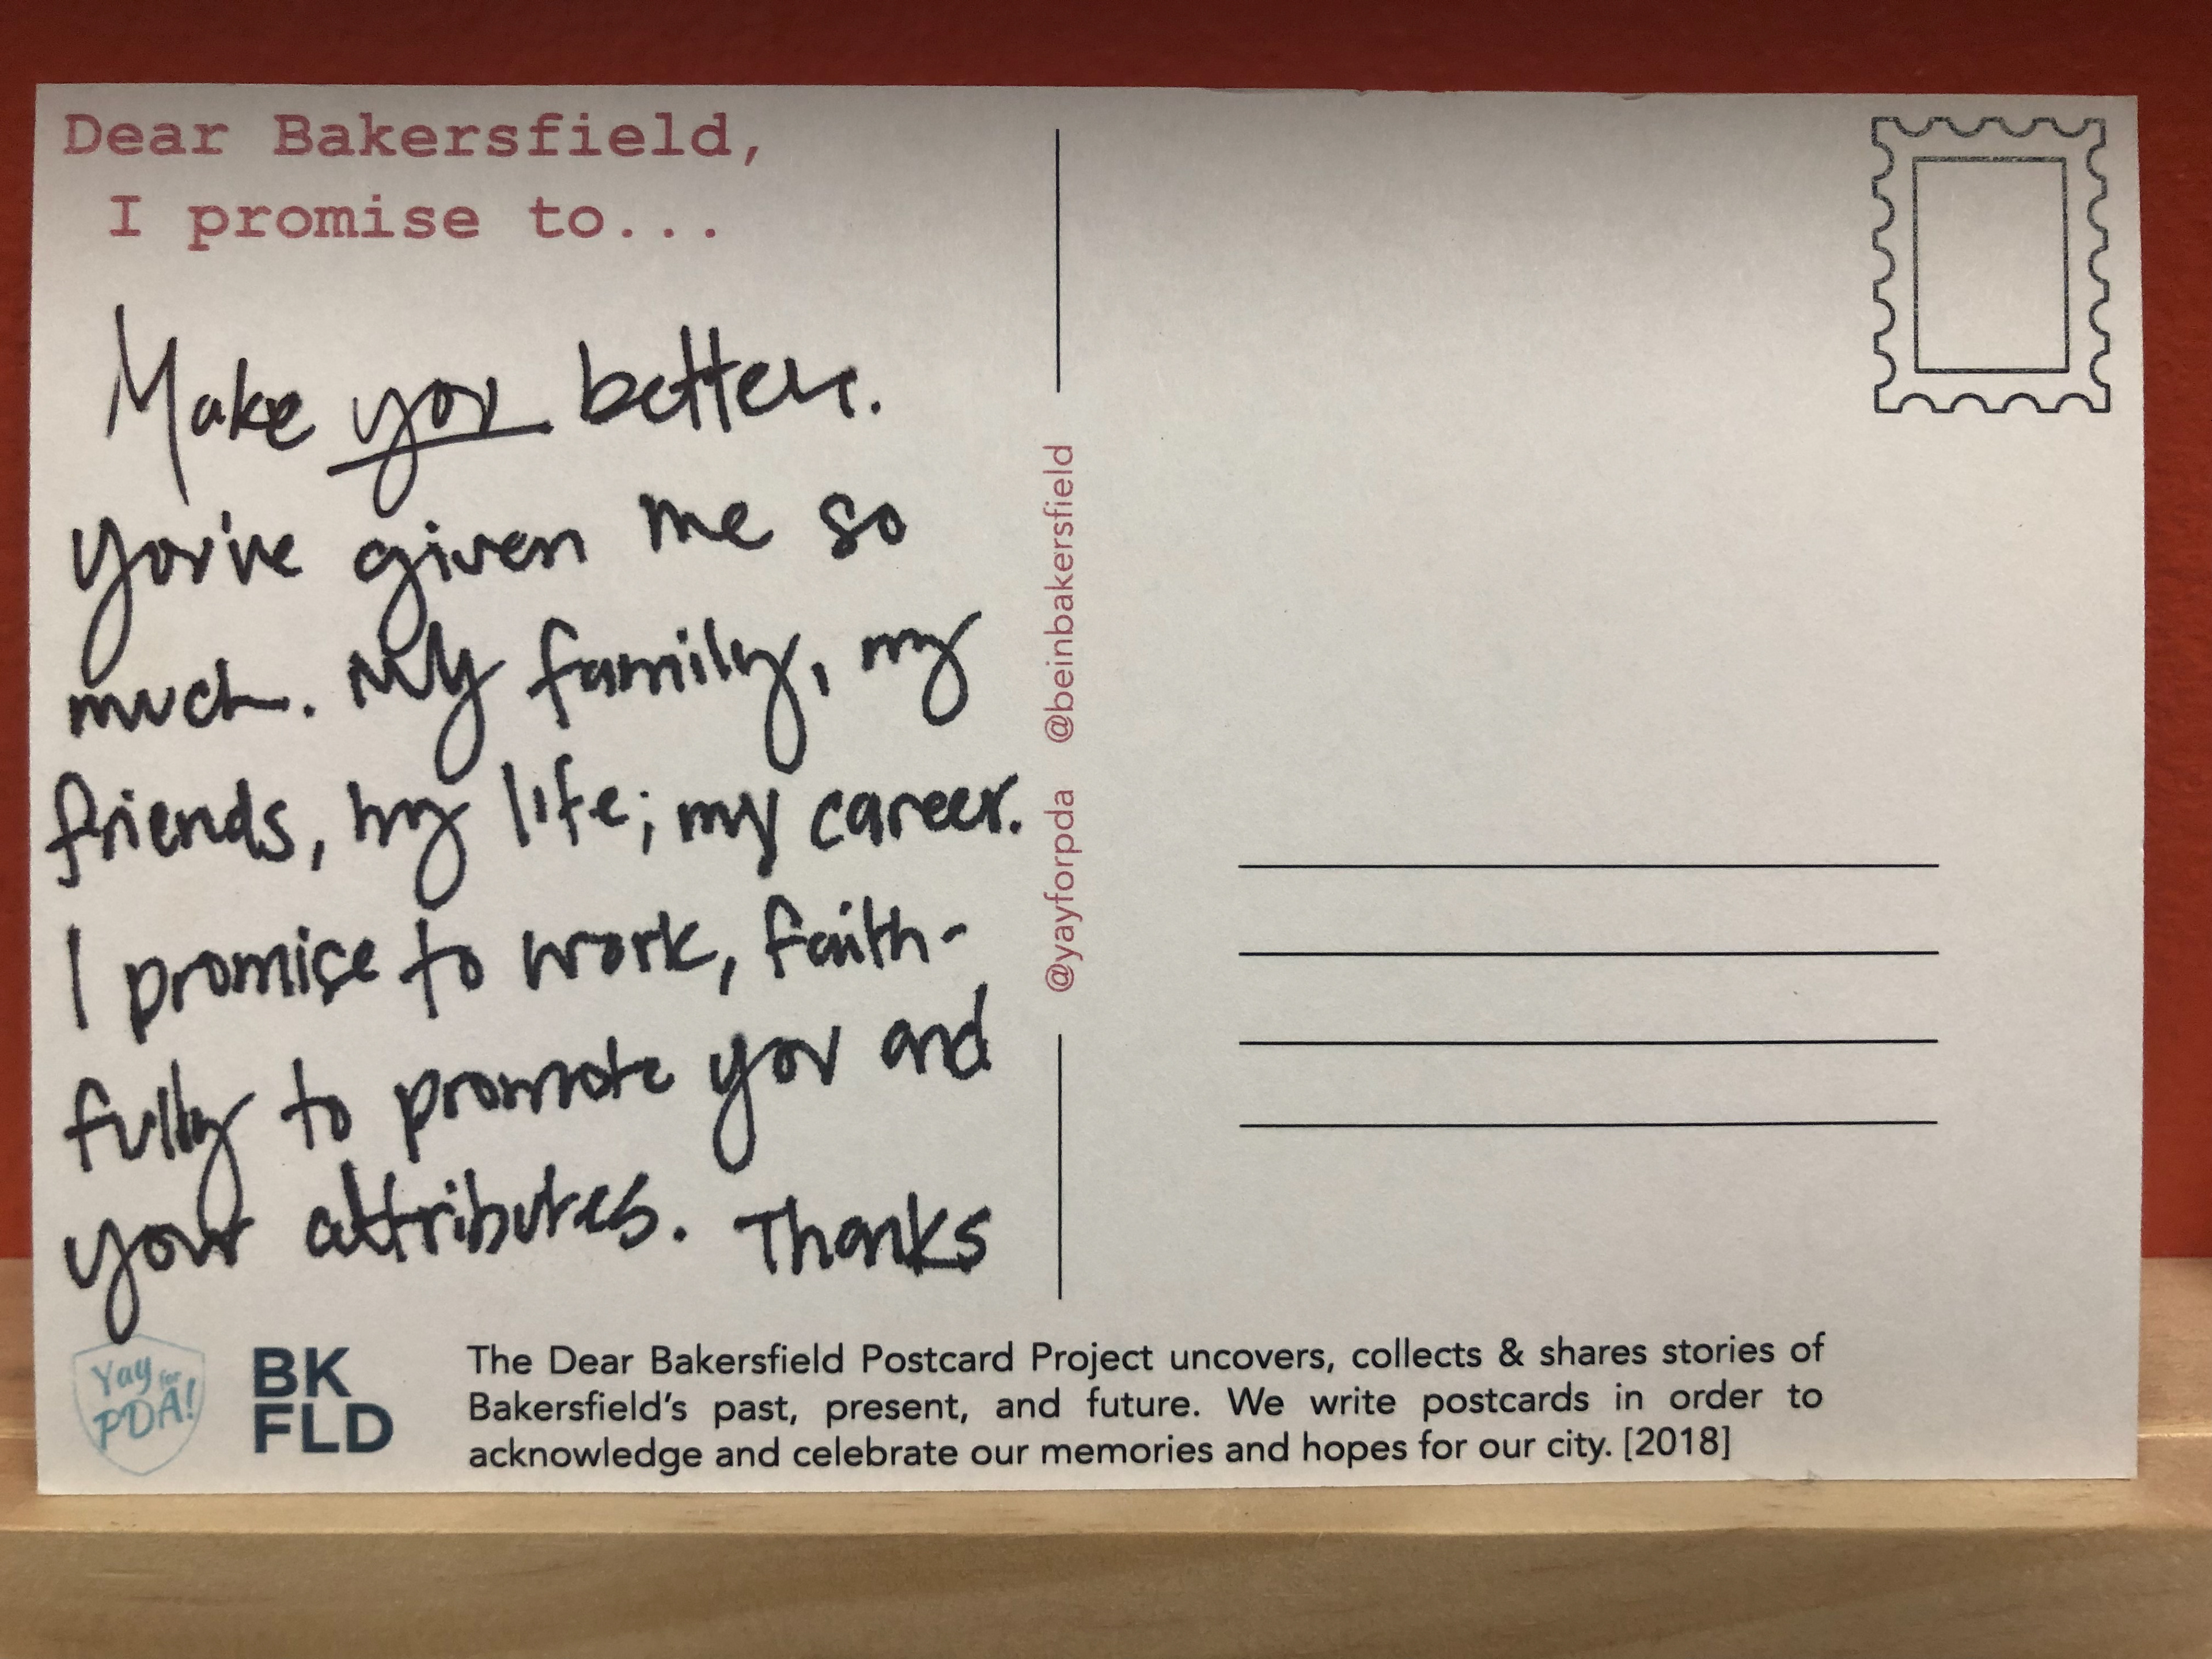 Dear Bakersfield,
I promise to...
Make you better.
You've given me so
much. My family, my
friends, my life; my career.
I promise to work, faith-
fully to promote you and
your attributes. Thanks
@yayforpda @beinbakersfield
Yay for
PDA!
BK
FLD
The Dear Bakersfield Postcard Project uncovers, collects & shares stories of
Bakersfield's past, present, and future. We write postcards in order to
acknowledge and celebrate our memories and hopes for our city. [2018]